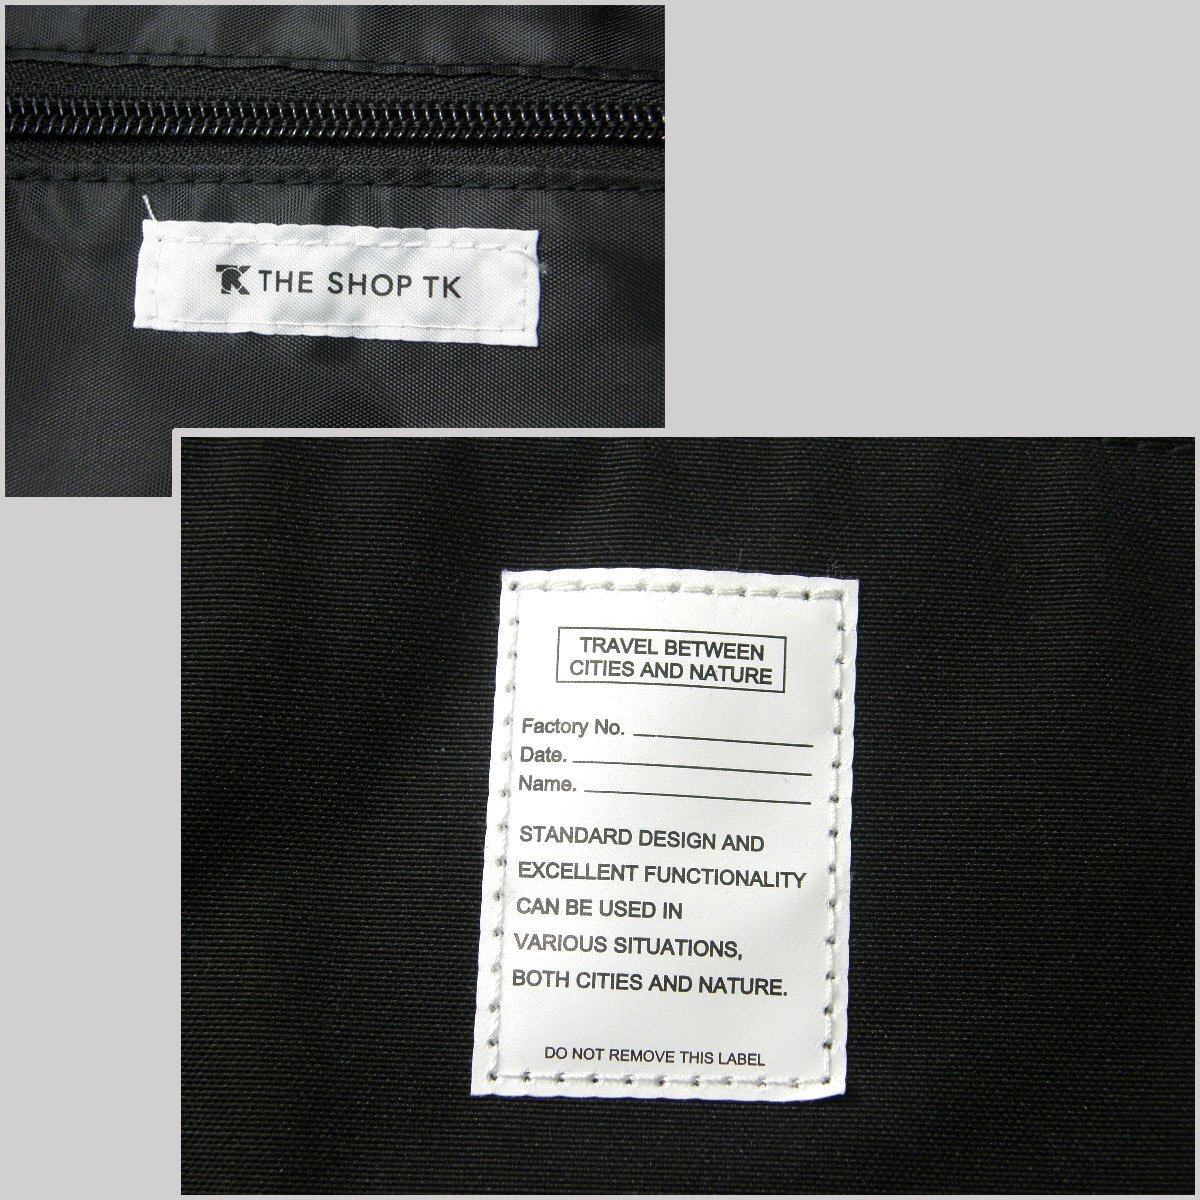 TK THE SHOP TK
TRAVEL BETWEEN
CITIES AND NATURE
Factory No.
Date.
Name.
STANDARD DESIGN AND
EXCELLENT FUNCTIONALITY
CAN BE USED IN
VARIOUS SITUATIONS,
BOTH CITIES AND NATURE.
DO NOT REMOVE THIS LABEL